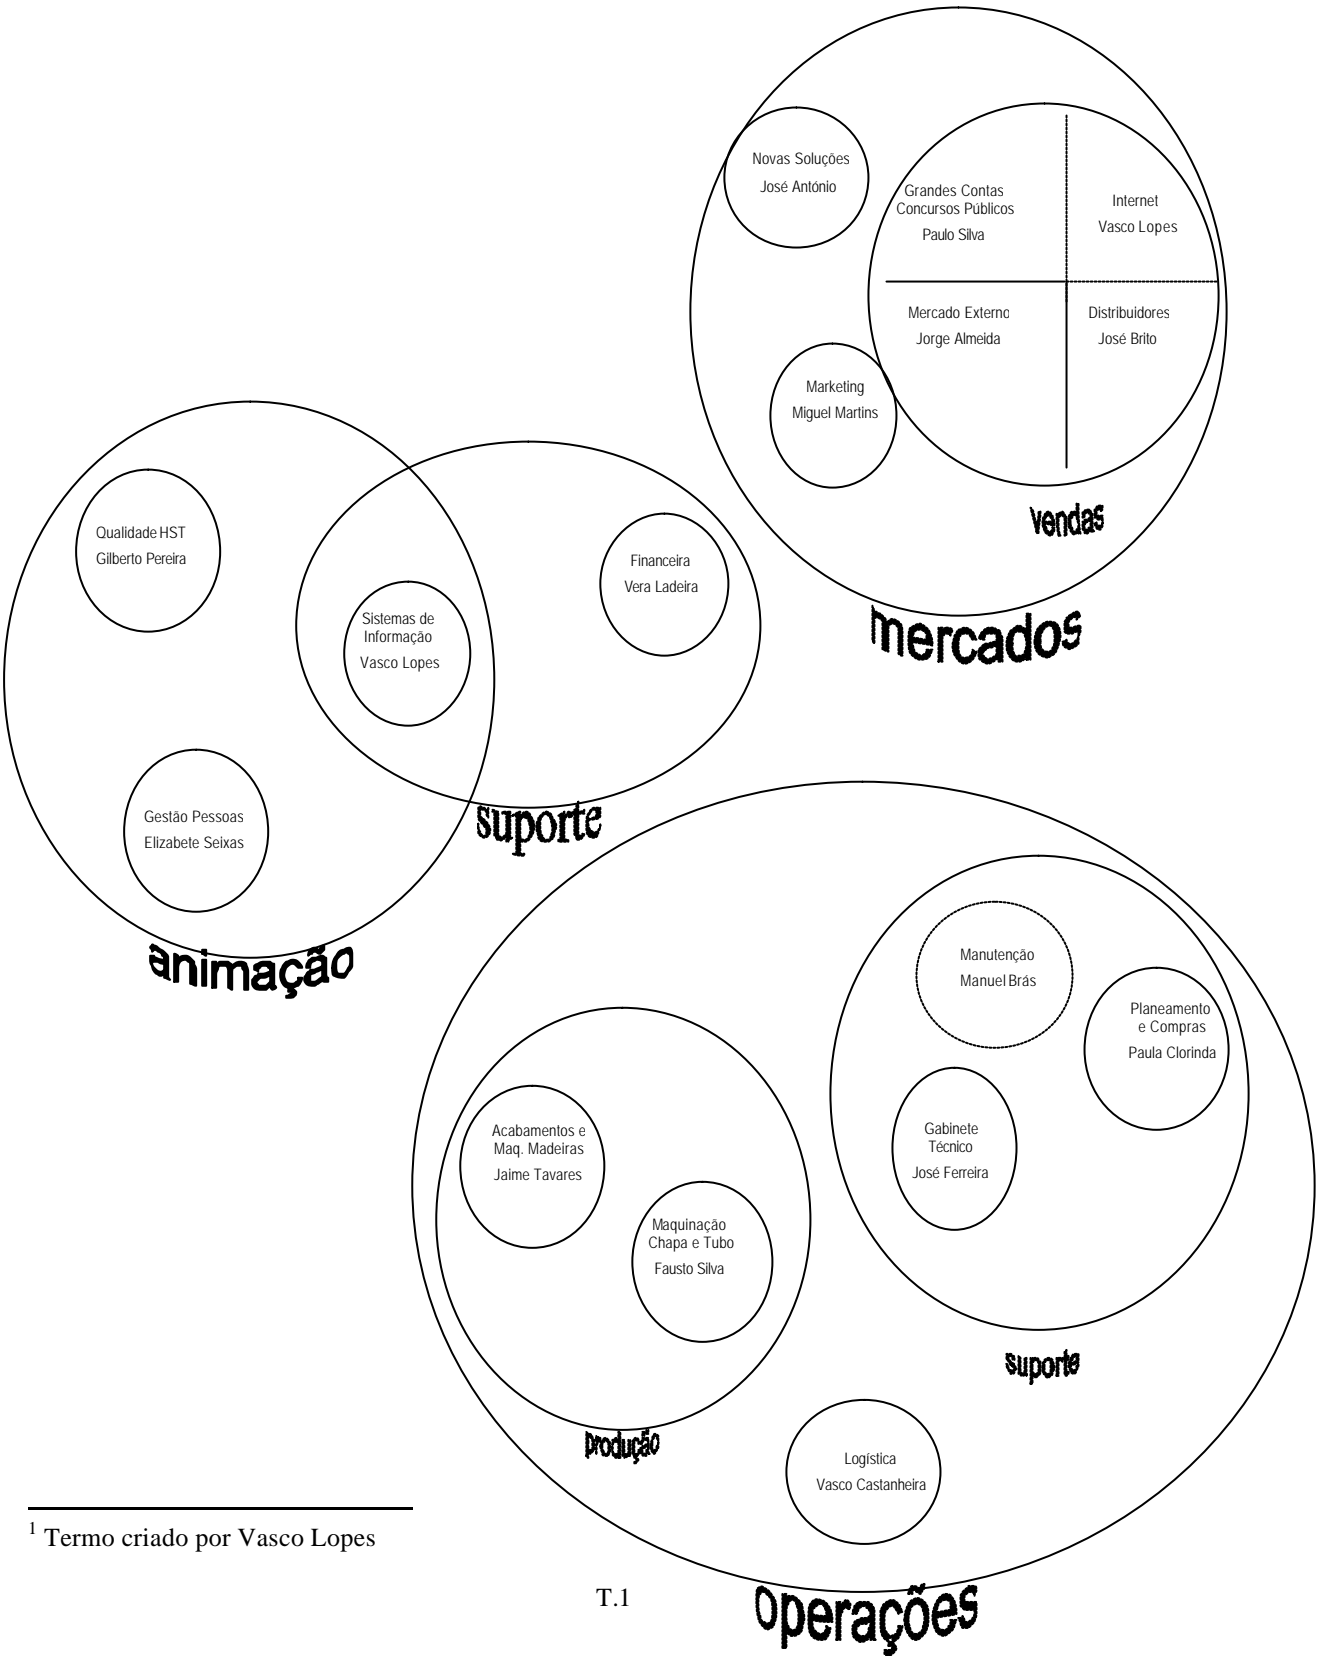 Novas Soluções
José António
Grandes Contas
Concursos Públicos
Paulo Silva
Internet
Vasco Lopes
Mercado Externo
Jorge Almeida
Distribuidores
José Brito
Marketing
Miguel Martins
vendas
mercados
Qualidade HST
Gilberto Pereira
Sistemas de
Informação
Vasco Lopes
Financeira
Vera Ladeira
Gestão Pessoas
Elizabete Seixas
suporte
animação
Manutenção
Manuel Brás
Planeamento
e Compras
Paula Clorinda
Gabinete
Técnico
José Ferreira
Acabamentos e
Maq. Madeiras
Jaime Tavares
Maquinação
Chapa e Tubo
Fausto Silva
suporte
produção
Logística
Vasco Castanheira
operações
1 Termo criado por Vasco Lopes
T.1